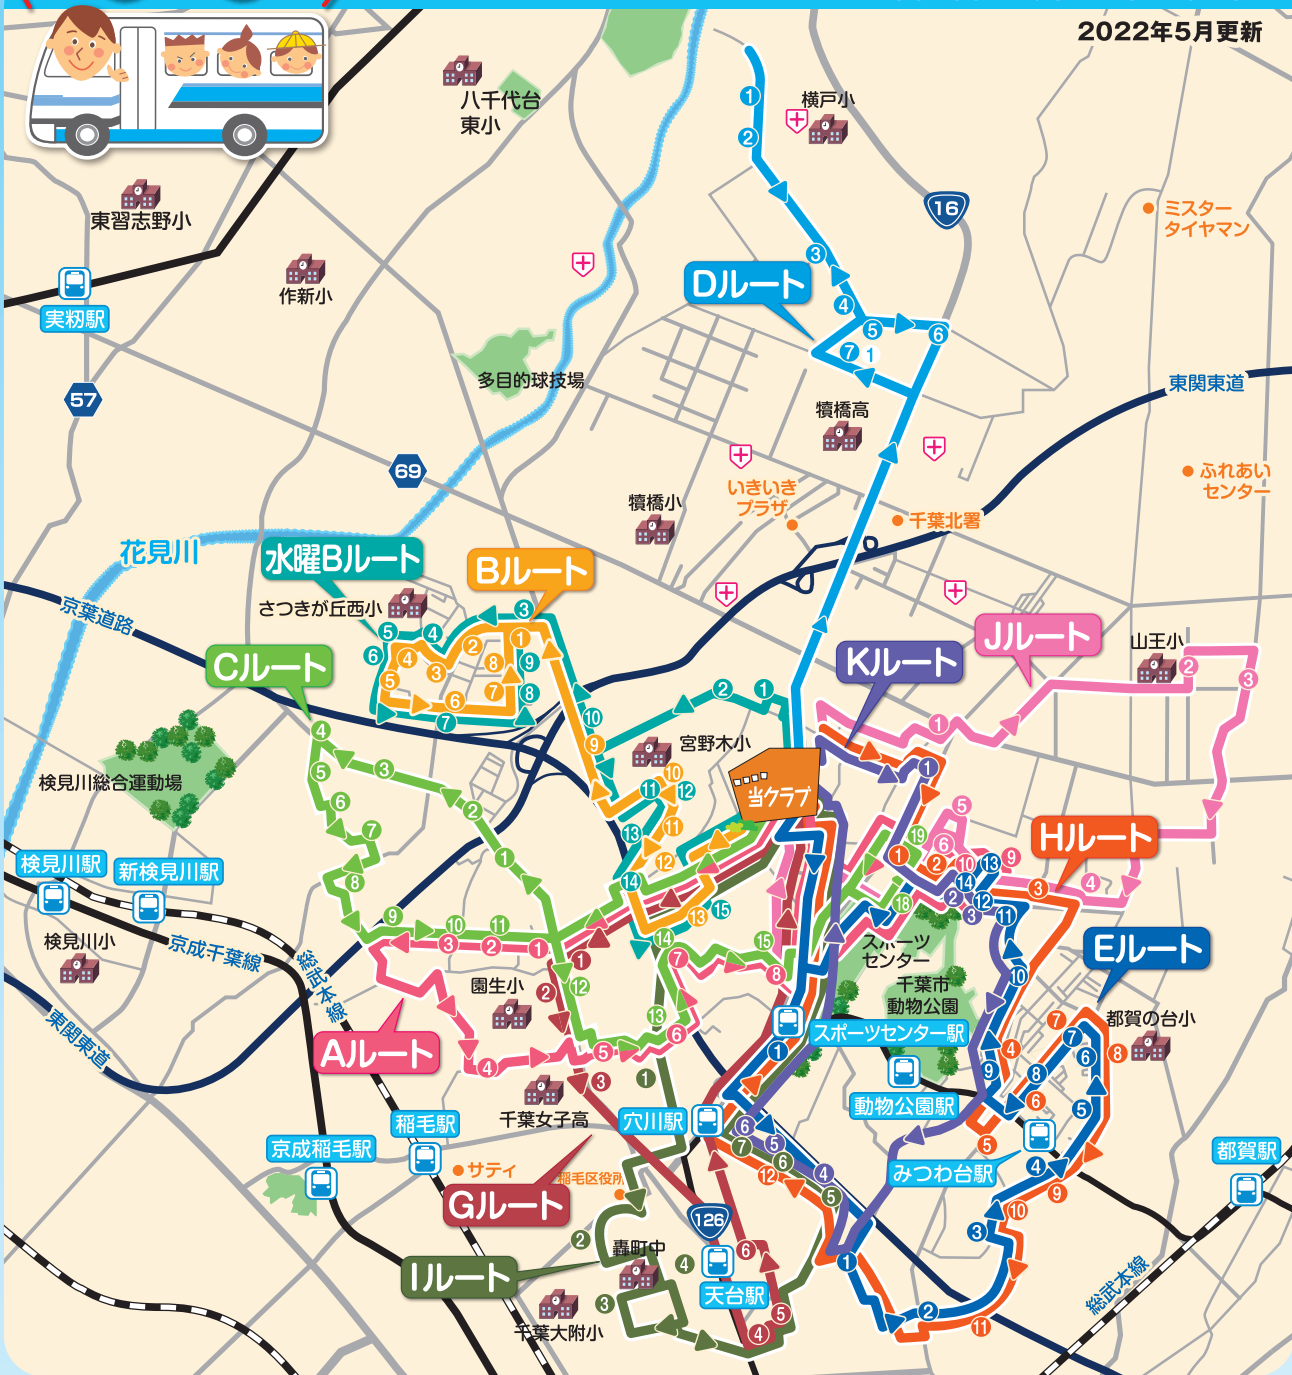 2022年5月更新
八千代台
東小
横戸小
東習志野小
16
ミスター
タイヤマン
作新小
実籾駅
Dルート
多目的球技場
57
東関東道
犢橋高
69
いきいき
プラザ
ふれあい
センター
犢橋小
千葉北署
花見川
水曜Bルート
Bルート
さつきが丘西小
京葉道路
Jルート
山王小
Kルート
Cルート
宮野木小
検見川総合運動場
当クラブ
Hルート
検見川駅
新検見川駅
検見川小
京成千葉線
総武本線
スポーツ
センター
Eルート
東関東道
園生小
千葉市
動物公園
都賀の台小
スポーツセンター駅
Aルート
動物公園駅
千葉女子高
穴川駅
稲毛駅
京成稲毛駅
みつわ台駅
都賀駅
サティ
稲毛区役所
Gルート
126
轟町中
Iルート
天台駅
総武本線
千葉大附小